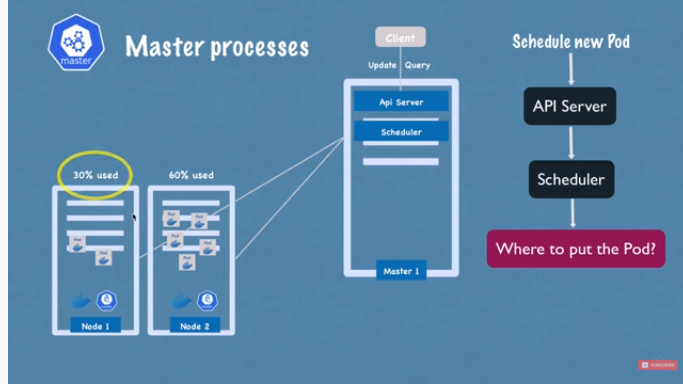 master
Master processes
Client
Update Query
Schedule new Pod
Api Server
Scheduler
API Server
Scheduler
Where to put the Pod?
30% used
60% used
Pod
Pod
Pod
Pod
Pod
Pod
Pod
Node 1
Node 2
Master 1
SUBSCRIBE